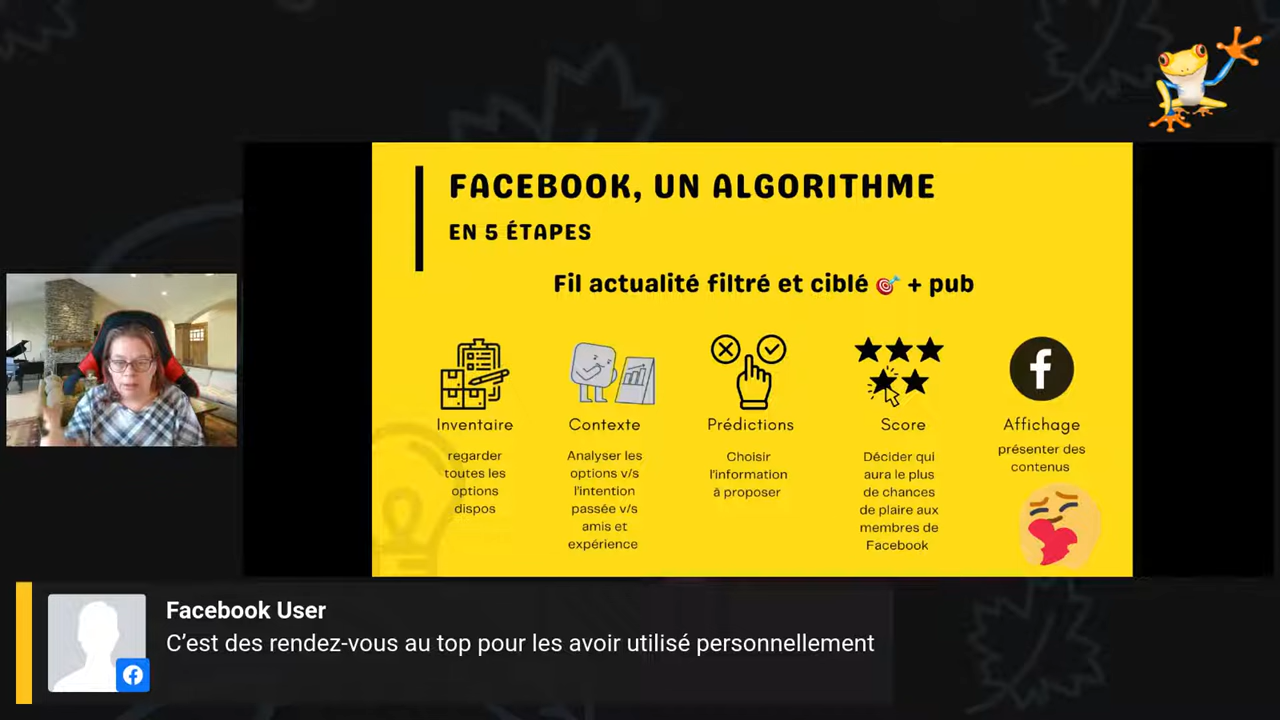 FACEBOOK, UN ALGORITHME
EN 5 ÉTAPES
Fil actualité filtré et ciblé 🎯 + pub
Inventaire
regarder
toutes les
options
dispos
Contexte
Analyser les
options v/s
l'intention
passée v/s
amis et
expérience
Prédictions
Choisir
l'information
à proposer
Score
Décider qui
aura le plus
de chances
de plaire aux
membres de
Facebook
Affichage
présenter des
contenus
Facebook User
C’est des rendez-vous au top pour les avoir utilisé personnellement